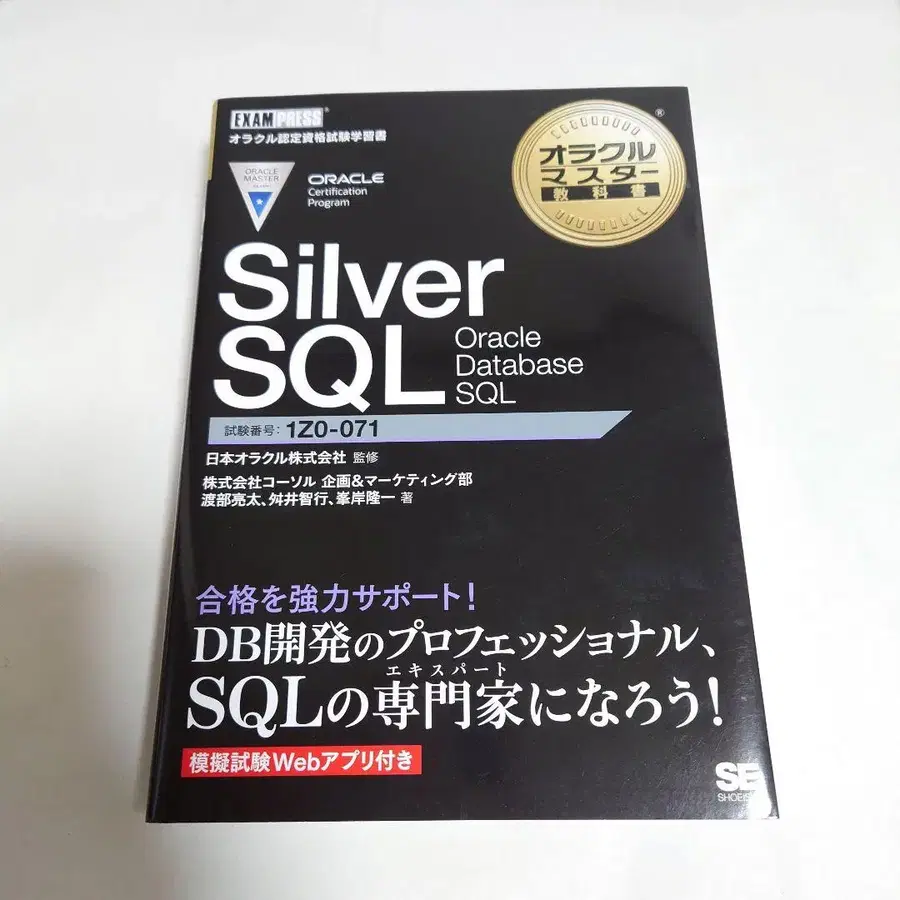 EXAMPRESS®
オラクル認定資格試験学習書
ORACLE
MASTER
ORACLE
Certification
Program
®
オラクル
マスター
教科書
Silver
SQL
Oracle
Database
SQL
試験番号: 1Z0-071
日本オラクル株式会社 監修
株式会社コーソル 企画&マーケティング部
渡部亮太、舛井智行、峯岸隆一 著
合格を強力サポート!
DB開発のプロフェッショナル、
エキスパート
SQLの専門家になろう!
模擬試験Webアプリ付き
SE